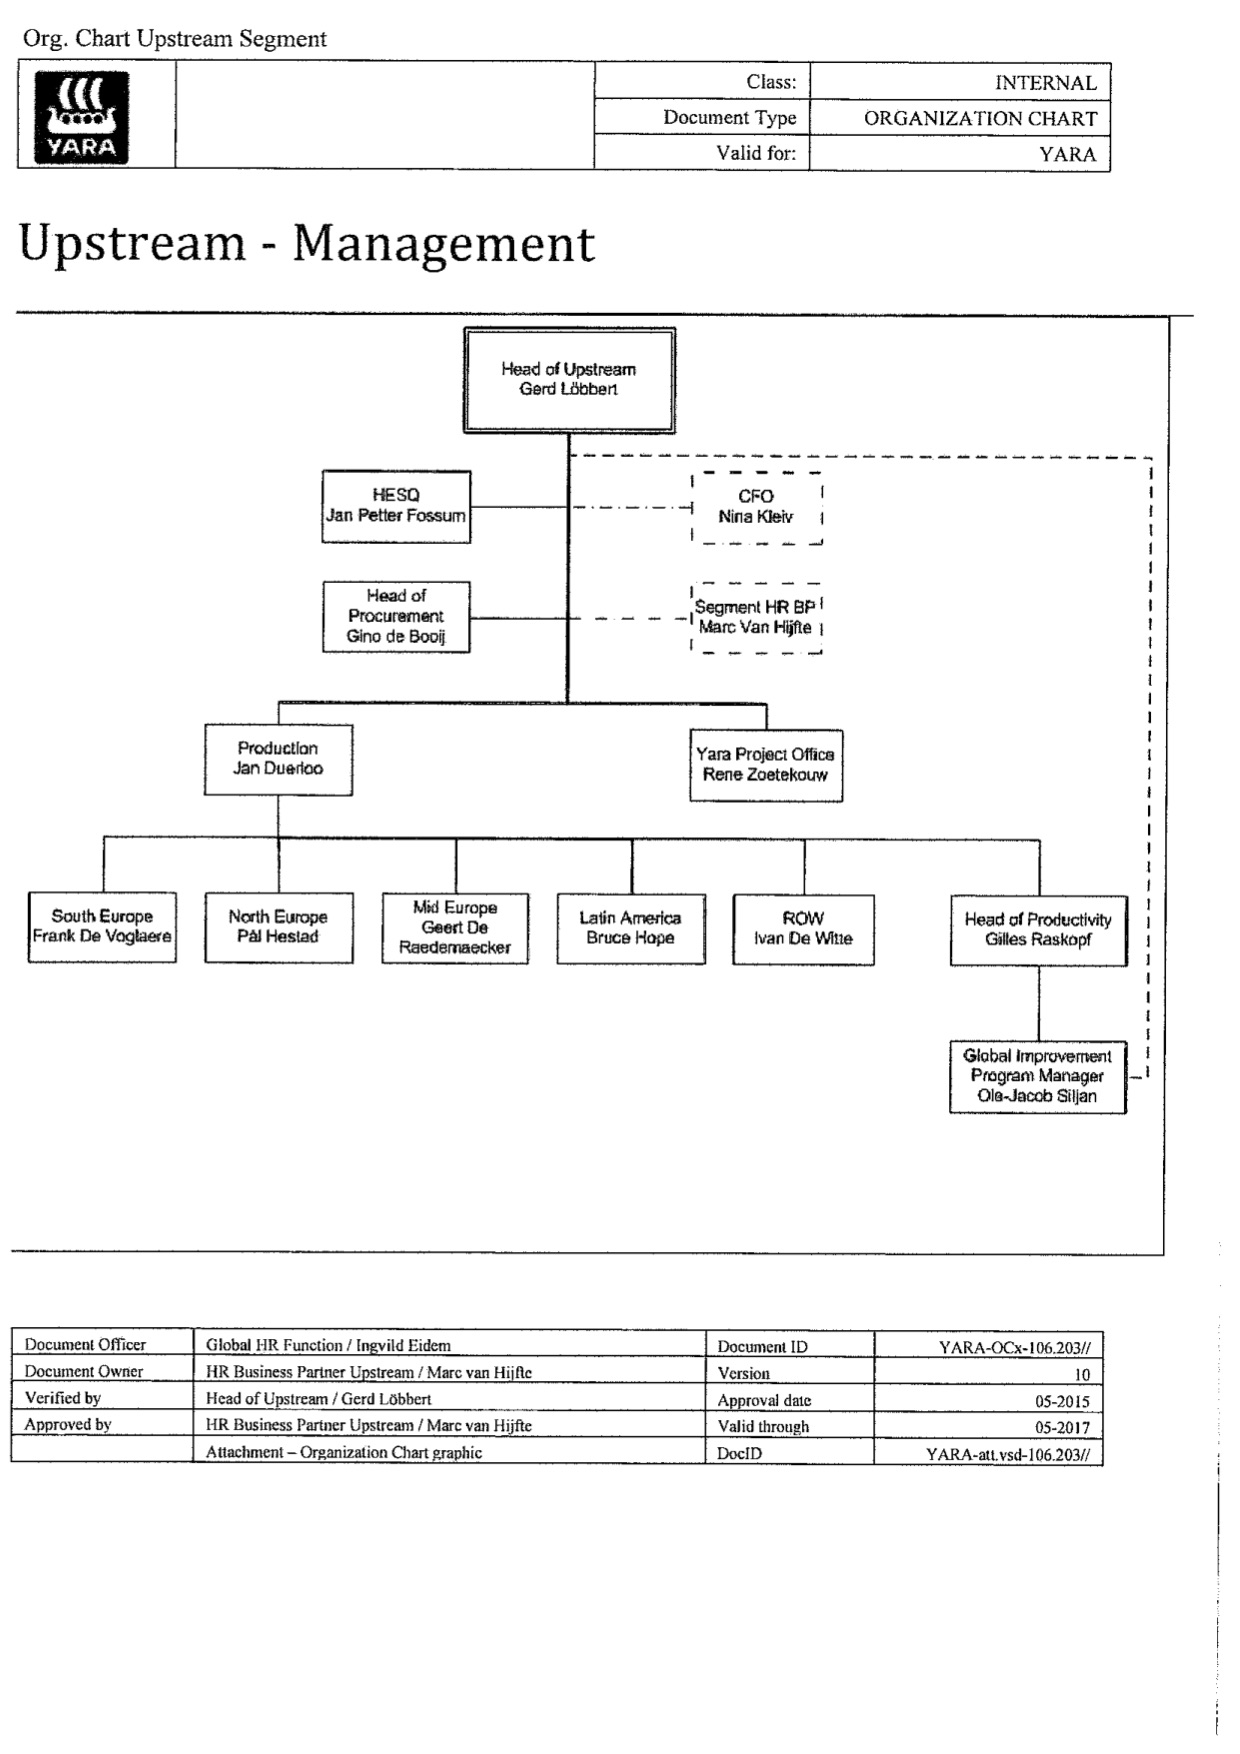 Org. Chart Upstream Segment
YARA
Class: INTERNAL
Document Type ORGANIZATION CHART
Valid for: YARA
Upstream - Management
Head of Upstream
Gerd Löbbert
HESQ
Jan Petter Fossum
CFO
Nina Kleiv
Head of
Procurement
Gino de Booij
Segment HR BP
Marc Van Hijfte
Production
Jan Duerloo
Yara Project Office
Rene Zoetekouw
South Europe
Frank De Voglaere
North Europe
Pål Hestad
Mid Europe
Geert De
Raedemaecker
Latin America
Bruce Hope
ROW
Ivan De Witte
Head of Productivity
Gilles Raskopf
Global Improvement
Program Manager
Ole-Jacob Siljan
Document Officer Global HR Function / Ingvild Eidem Document ID YARA-OCx-106.203//
Document Owner HR Business Partner Upstream / Marc van Hijfte Version 10
Verified by Head of Upstream / Gerd Löbbert Approval date 05-2015
Approved by HR Business Partner Upstream / Marc van Hijfte Valid through 05-2017
Attachment – Organization Chart graphic DocID YARA-att.vsd-106.203//